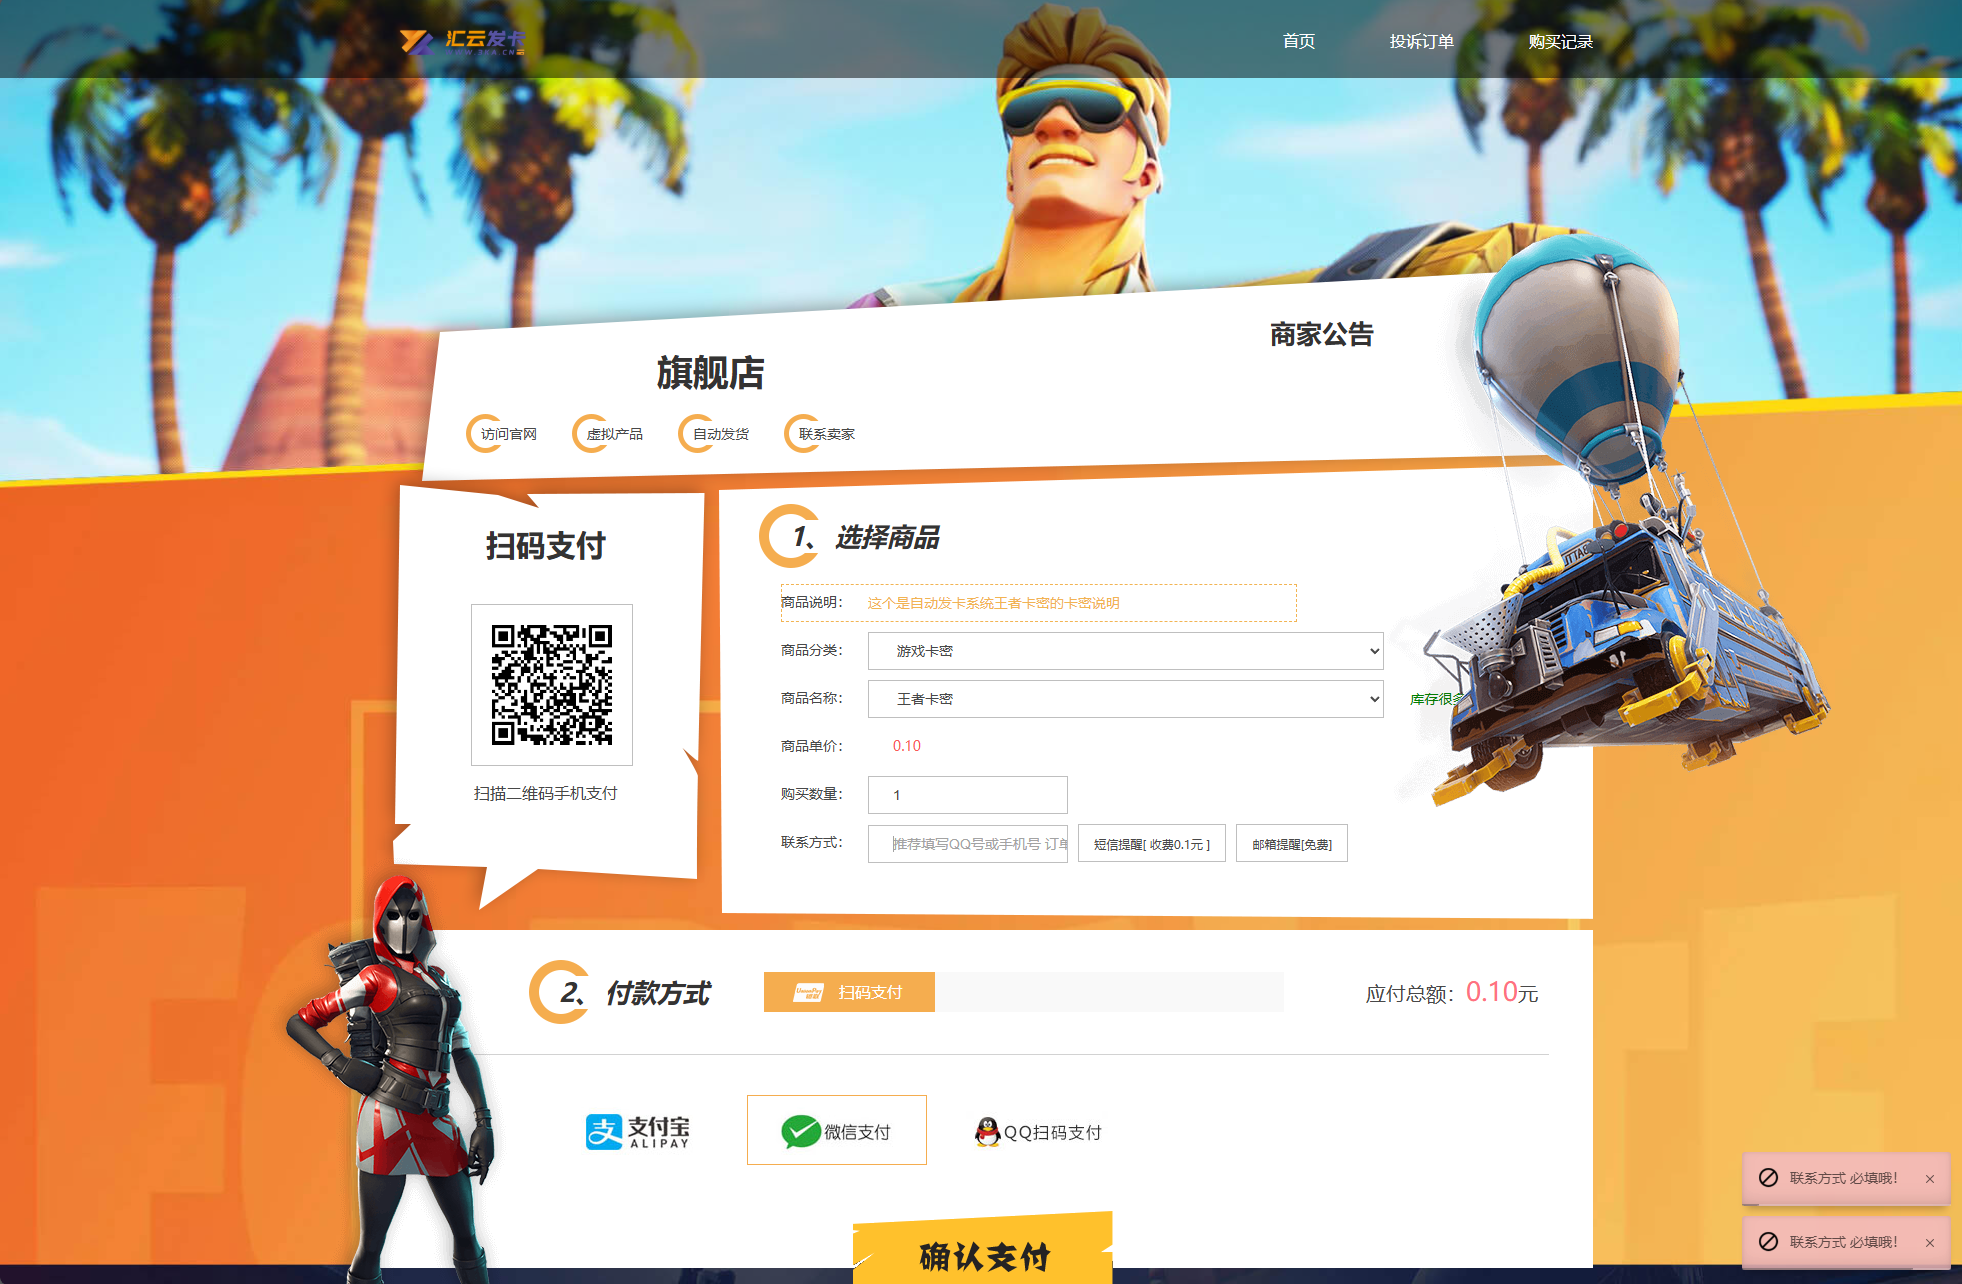 汇云发卡
首页
投诉订单
购买记录
商家公告
旗舰店
访问官网
虚拟产品
自动发货
联系卖家
扫码支付
扫描二维码手机支付
1、 选择商品
商品说明： 这个是自动发卡系统王者卡密的卡密说明
商品分类： 游戏卡密
商品名称： 王者卡密
库存很多
商品单价： 0.10
购买数量： 1
联系方式： 推荐填写QQ号或手机号 订单
短信提醒[ 收费0.1元 ]
邮箱提醒[免费]
2、 付款方式
扫码支付
应付总额：0.10元
支付宝
ALIPAY
微信支付
QQ扫码支付
确认支付
联系方式 必填哦！
联系方式 必填哦！